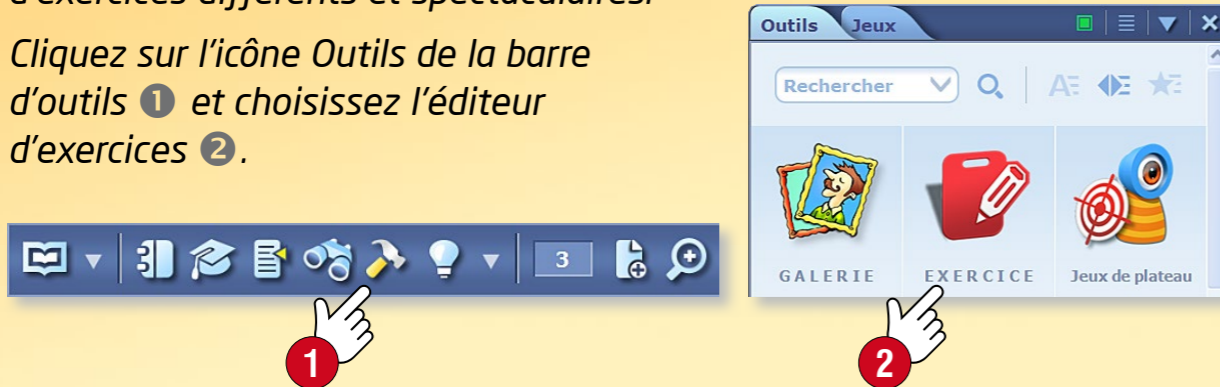 d'exercices différents et spectaculaires.
Cliquez sur l'icône Outils de la barre
d'outils ❶ et choisissez l'éditeur
d'exercices ❷.
3
1
Outils Jeux
Rechercher
GALERIE EXERCICE Jeux de plateau
2